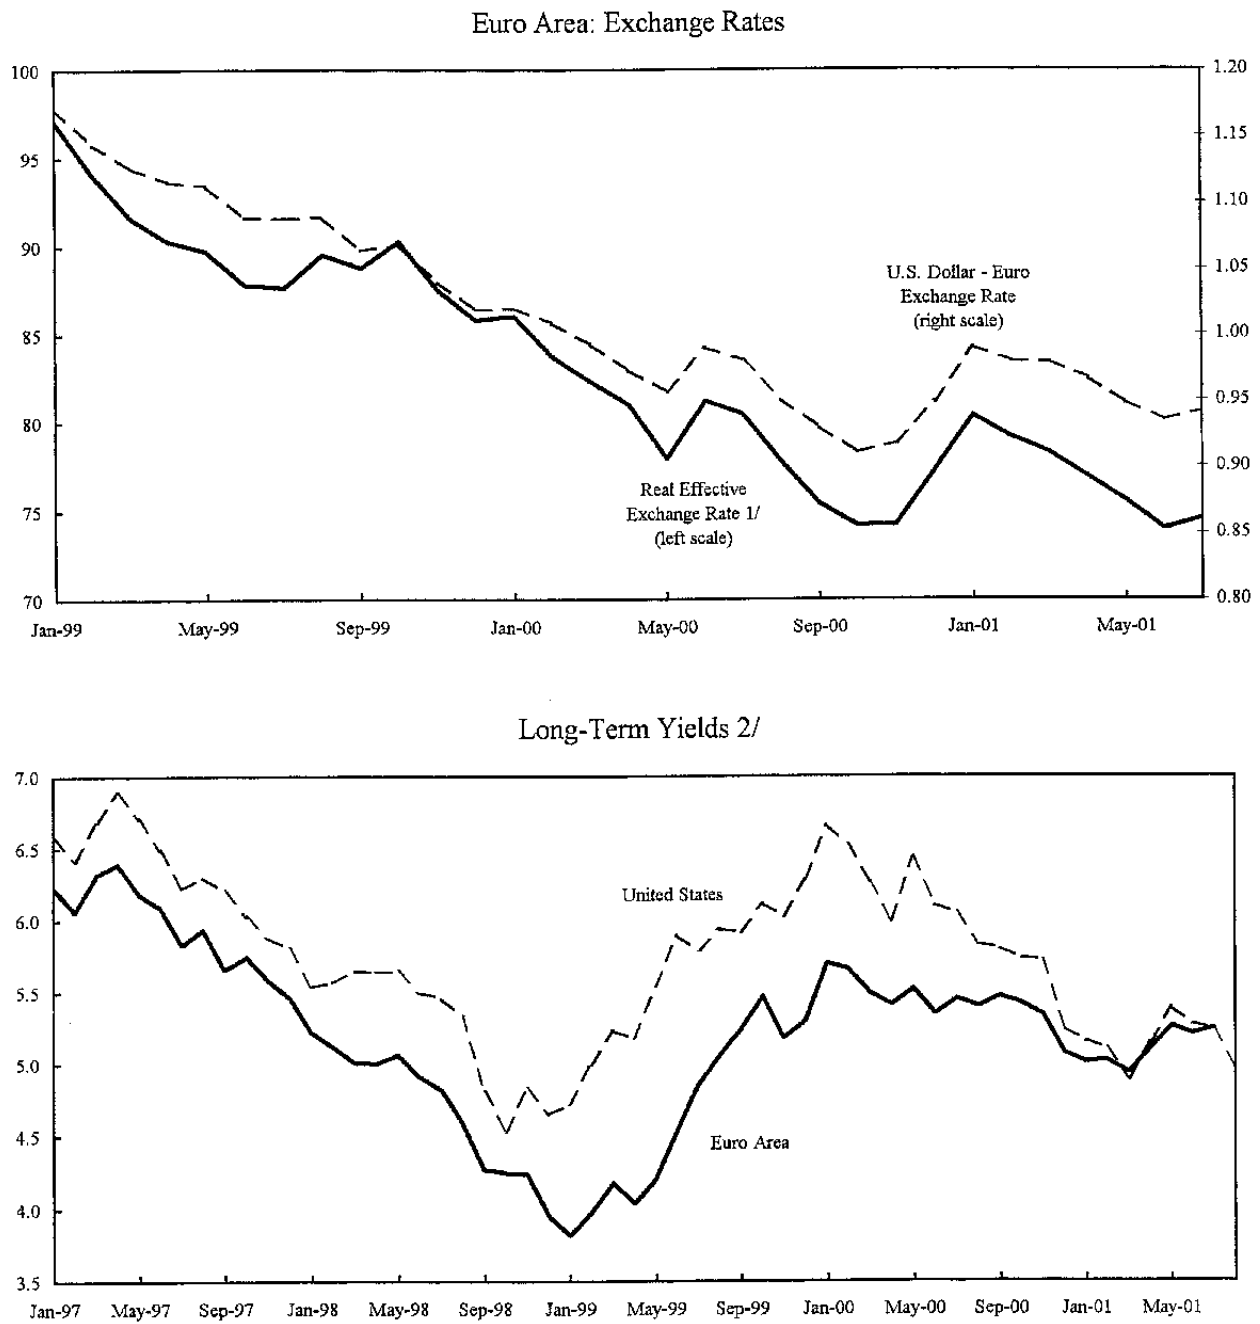 Euro Area: Exchange Rates
100
95
90
85
80
75
70
1.20
1.15
1.10
1.05
1.00
0.95
0.90
0.85
0.80
U.S. Dollar - Euro
Exchange Rate
(right scale)
Real Effective
Exchange Rate 1/
(left scale)
Jan-99 May-99 Sep-99 Jan-00 May-00 Sep-00 Jan-01 May-01
Long-Term Yields 2/
7.0
6.5
6.0
5.5
5.0
4.5
4.0
3.5
United States
Euro Area
Jan-97 May-97 Sep-97 Jan-98 May-98 Sep-98 Jan-99 May-99 Sep-99 Jan-00 May-00 Sep-00 Jan-01 May-01